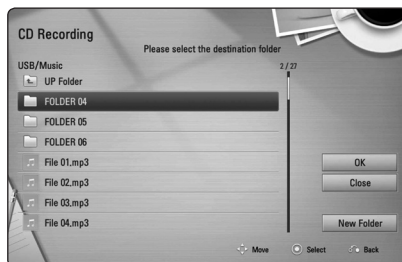 CD Recording
Please select the destination folder
USB/Music 2 / 27
UP Folder
FOLDER 04
FOLDER 05
FOLDER 06
File 01.mp3
File 02.mp3
File 03.mp3
File 04.mp3
OK
Close
New Folder
Move Select Back